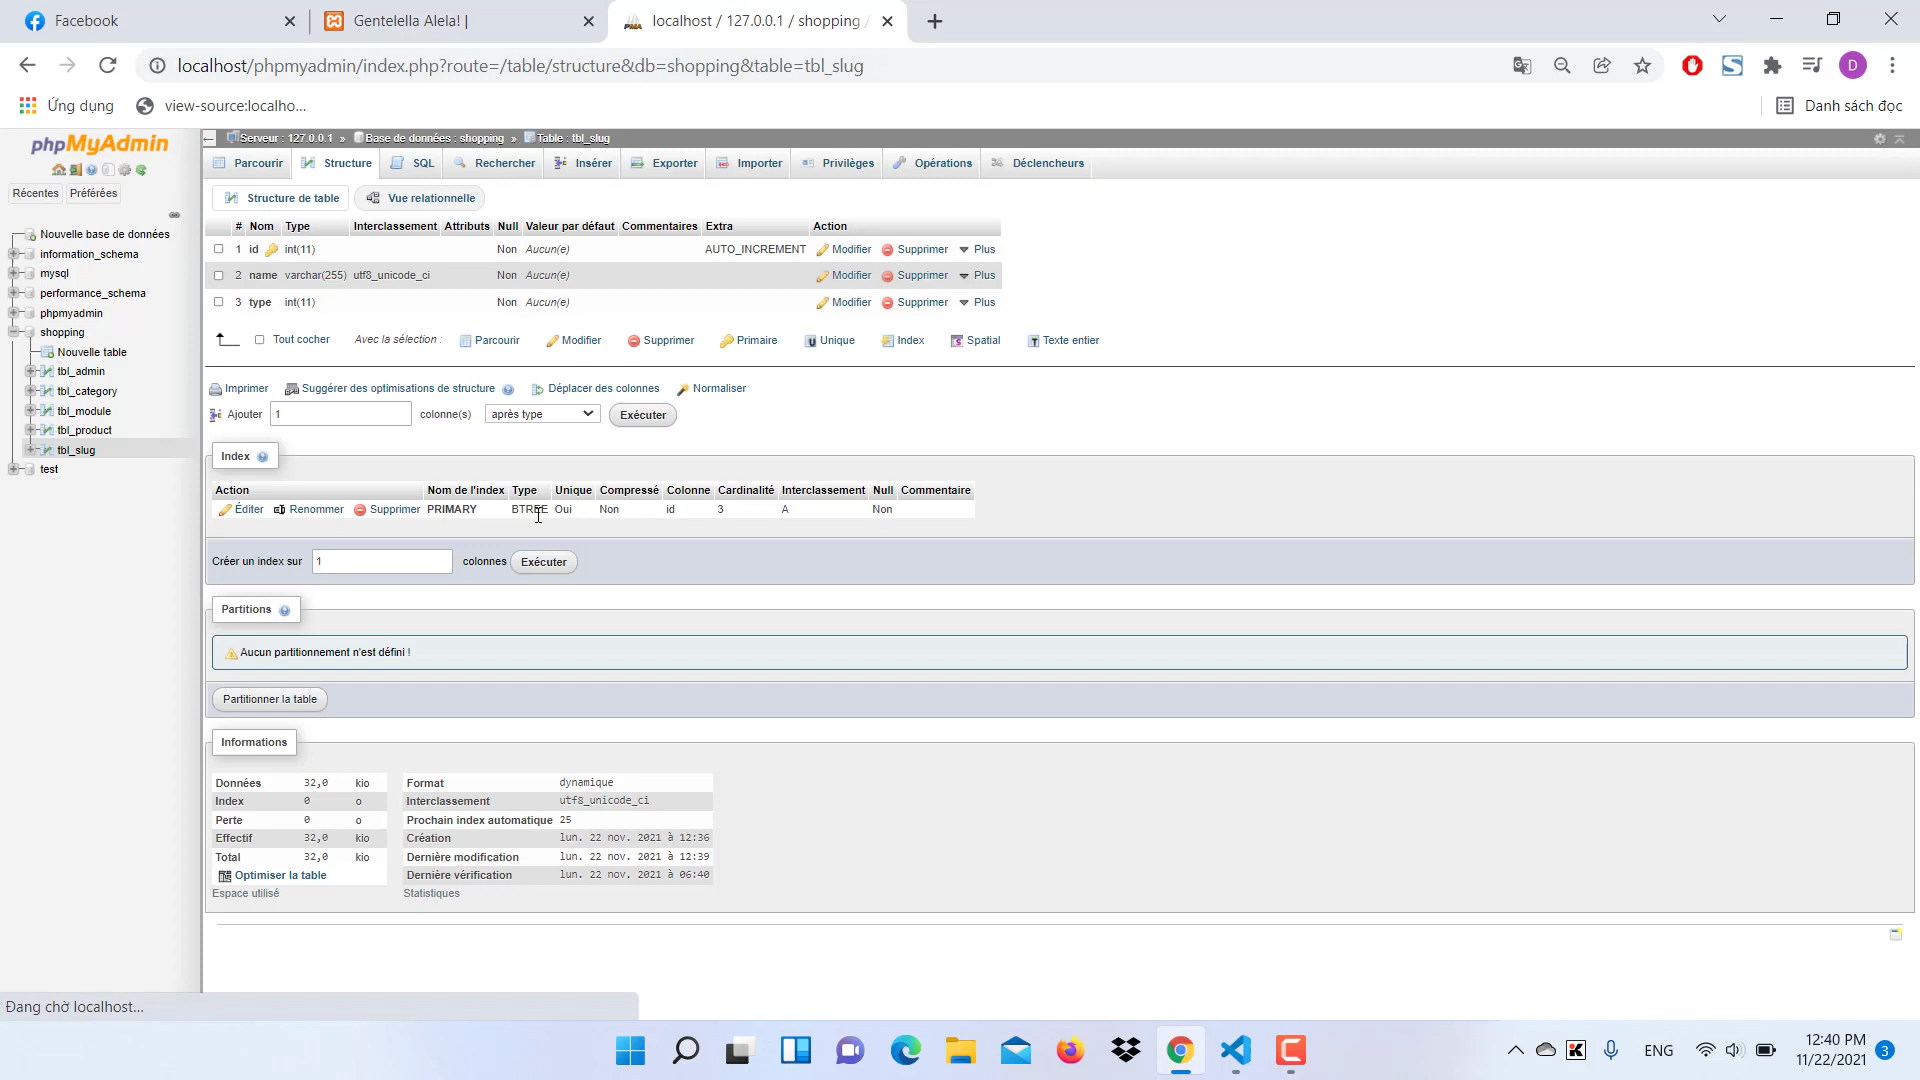 Facebook
Gentelella Alela! |
localhost / 127.0.0.1 / shopping /
localhost/phpmyadmin/index.php?route=/table/structure&db=shopping&table=tbl_slug
D
Ứng dụng
view-source:localho...
Danh sách đọc
phpMyAdmin
Récentes
Préférées
Nouvelle base de données
information_schema
mysql
performance_schema
phpmyadmin
shopping
Nouvelle table
tbl_admin
tbl_category
tbl_module
tbl_product
tbl_slug
test
Serveur : 127.0.0.1 » Base de données : shopping » Table : tbl_slug
Parcourir Structure SQL Rechercher Insérer Exporter Importer Privilèges Opérations Déclencheurs
Structure de table Vue relationnelle
# Nom Type Interclassement Attributs Null Valeur par défaut Commentaires Extra Action
1 id int(11) Non Aucun(e) AUTO_INCREMENT Modifier Supprimer Plus
2 name varchar(255) utf8_unicode_ci Non Aucun(e) Modifier Supprimer Plus
3 type int(11) Non Aucun(e) Modifier Supprimer Plus
Tout cocher Avec la sélection : Parcourir Modifier Supprimer Primaire Unique Index Spatial Texte entier
Imprimer Suggérer des optimisations de structure Déplacer des colonnes Normaliser
Ajouter 1 colonne(s) après type Exécuter
Index
Action Nom de l'index Type Unique Compressé Colonne Cardinalité Interclassement Null Commentaire
Éditer Renommer Supprimer PRIMARY BTREE Oui Non id 3 A Non
Créer un index sur 1 colonnes Exécuter
Partitions
Aucun partitionnement n'est défini !
Partitionner la table
Informations
Données 32,0 kio
Index 0 o
Perte 0 o
Effectif 32,0 kio
Total 32,0 kio
Optimiser la table
Espace utilisé
Format dynamique
Interclassement utf8_unicode_ci
Prochain index automatique 25
Création lun. 22 nov. 2021 à 12:36
Dernière modification lun. 22 nov. 2021 à 12:39
Dernière vérification lun. 22 nov. 2021 à 06:40
Statistiques
Đang chờ localhost...
ENG
12:40 PM
11/22/2021
3